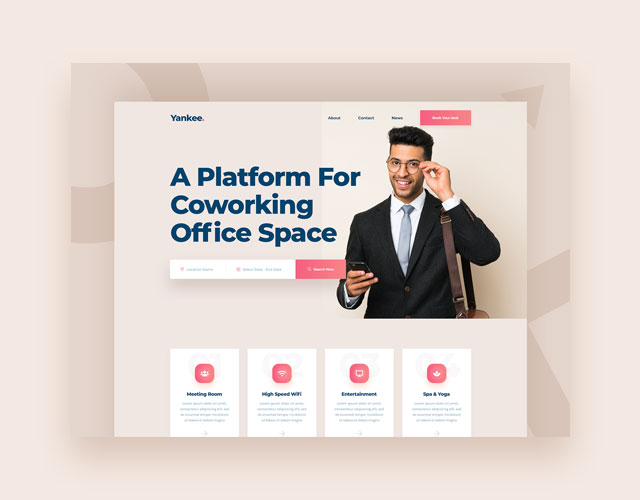 Yankee.
About Contact News Book Your desk
A Platform For
Coworking
Office Space
Location Name Select Date - End Date Search Now
01 02 03 04
Meeting Room High Speed Wifi Entertainment Spa & Yoga
Lorem ipsum dolor sit amet, Lorem ipsum dolor sit amet, Lorem ipsum dolor sit amet, Lorem ipsum dolor sit amet,
consectetur adipiscing elit, sed consectetur adipiscing elit, sed consectetur adipiscing elit, sed consectetur adipiscing elit, sed
do eiusmod tempor incididunt do eiusmod tempor incididunt do eiusmod tempor incididunt do eiusmod tempor incididunt
ut labore et dolore magna ut labore et dolore magna ut labore et dolore magna ut labore et dolore magna